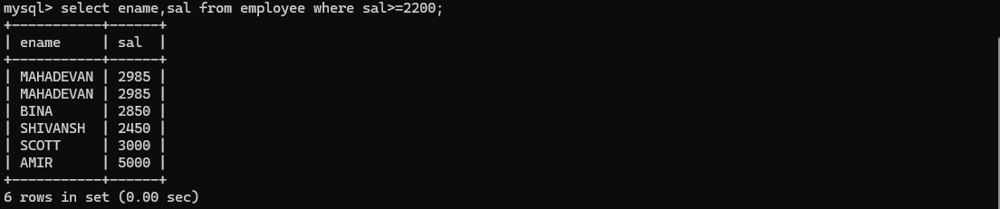 mysql> select ename,sal from employee where sal>=2200;
+-----------+------+
| ename     | sal  |
+-----------+------+
| MAHADEVAN | 2985 |
| MAHADEVAN | 2985 |
| BINA      | 2850 |
| SHIVANSH  | 2450 |
| SCOTT     | 3000 |
| AMIR      | 5000 |
+-----------+------+
6 rows in set (0.00 sec)